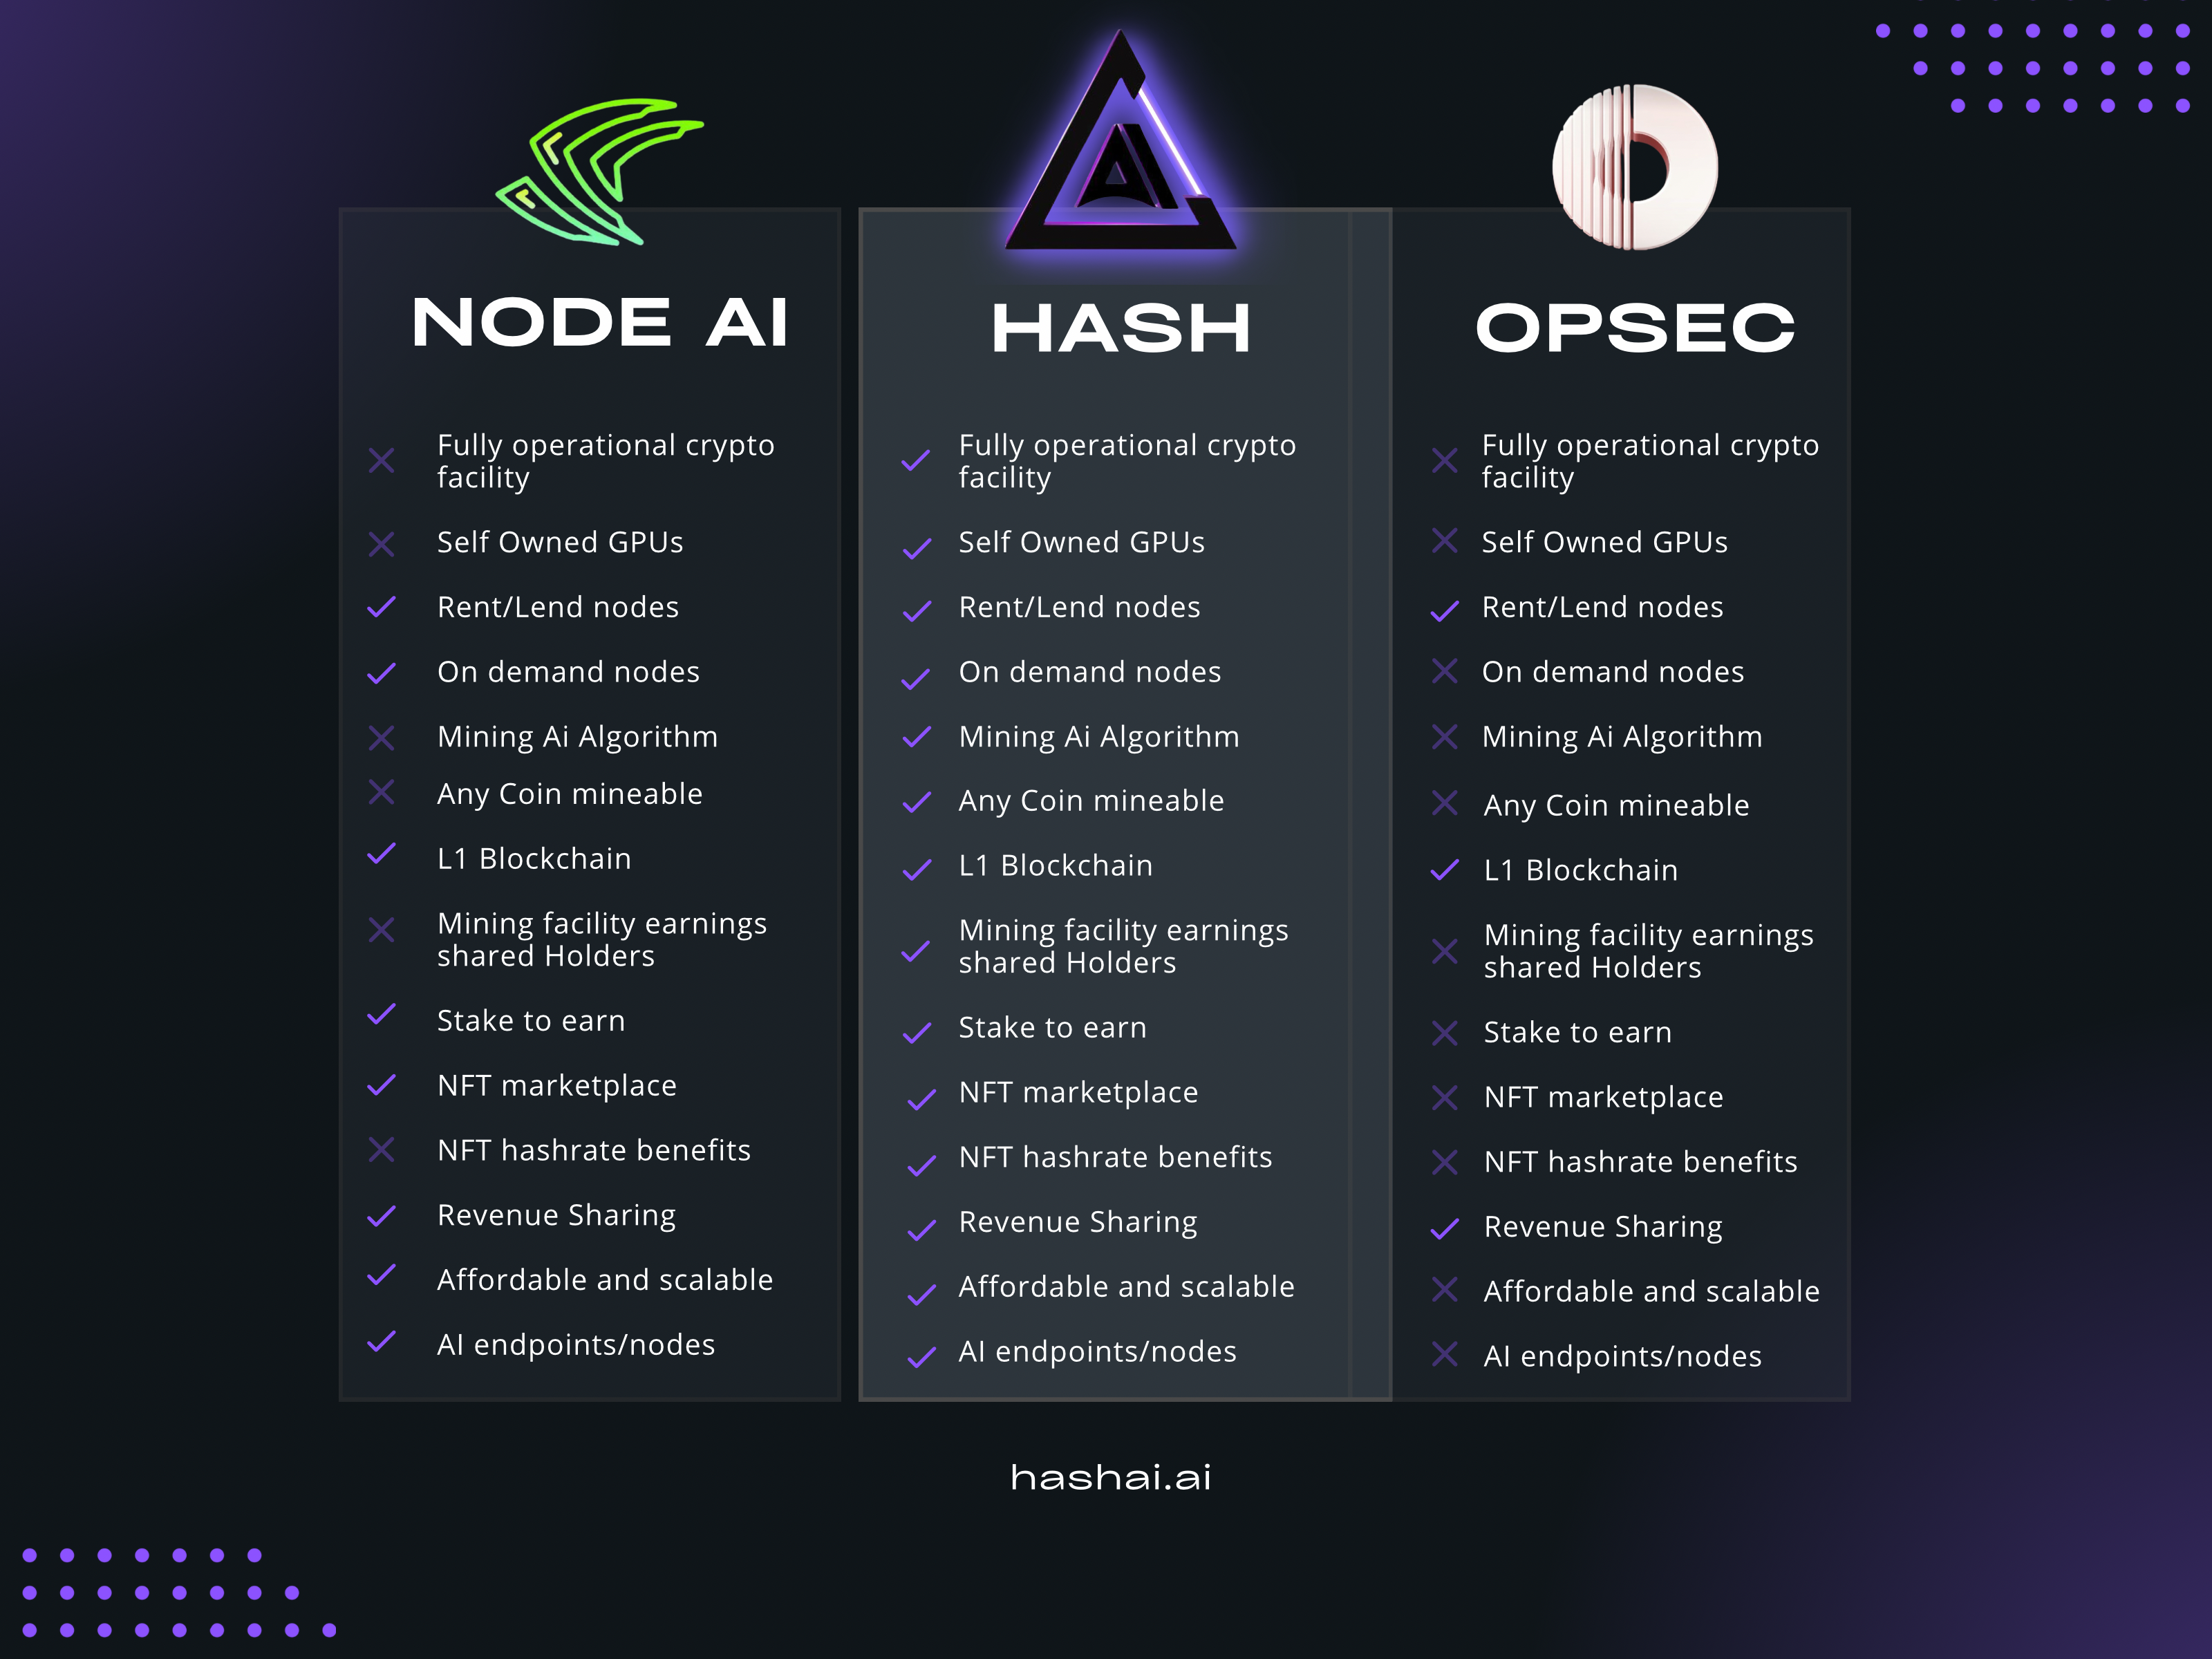 NODE AI
Fully operational crypto
facility
Self Owned GPUs
Rent/Lend nodes
On demand nodes
Mining Ai Algorithm
Any Coin mineable
L1 Blockchain
Mining facility earnings
shared Holders
Stake to earn
NFT marketplace
NFT hashrate benefits
Revenue Sharing
Affordable and scalable
AI endpoints/nodes
HASH
Fully operational crypto
facility
Self Owned GPUs
Rent/Lend nodes
On demand nodes
Mining Ai Algorithm
Any Coin mineable
L1 Blockchain
Mining facility earnings
shared Holders
Stake to earn
NFT marketplace
NFT hashrate benefits
Revenue Sharing
Affordable and scalable
AI endpoints/nodes
OPSEC
Fully operational crypto
facility
Self Owned GPUs
Rent/Lend nodes
On demand nodes
Mining Ai Algorithm
Any Coin mineable
L1 Blockchain
Mining facility earnings
shared Holders
Stake to earn
NFT marketplace
NFT hashrate benefits
Revenue Sharing
Affordable and scalable
AI endpoints/nodes
hashai.ai